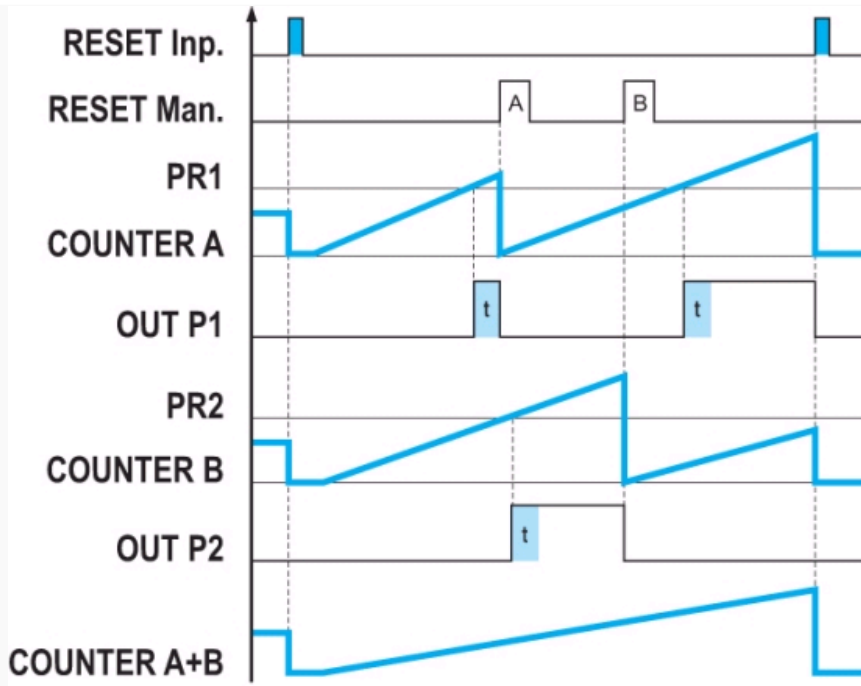 RESET Inp.
RESET Man.
A
B
PR1
COUNTER A
OUT P1
t
t
PR2
COUNTER B
OUT P2
t
COUNTER A+B